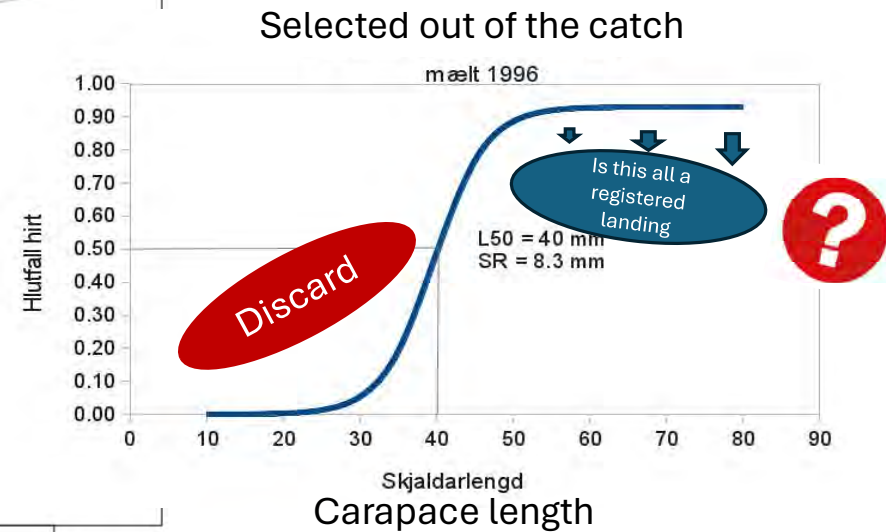 Selected out of the catch
mælt 1996
1.00
0.90
0.80
0.70
0.60
0.50
0.40
0.30
0.20
0.10
0.00
Hlutfall hirt
Discard
Is this all a
registered
landing
?
L50 = 40 mm
SR = 8.3 mm
0 10 20 30 40 50 60 70 80 90
Skjaldarlengd
Carapace length